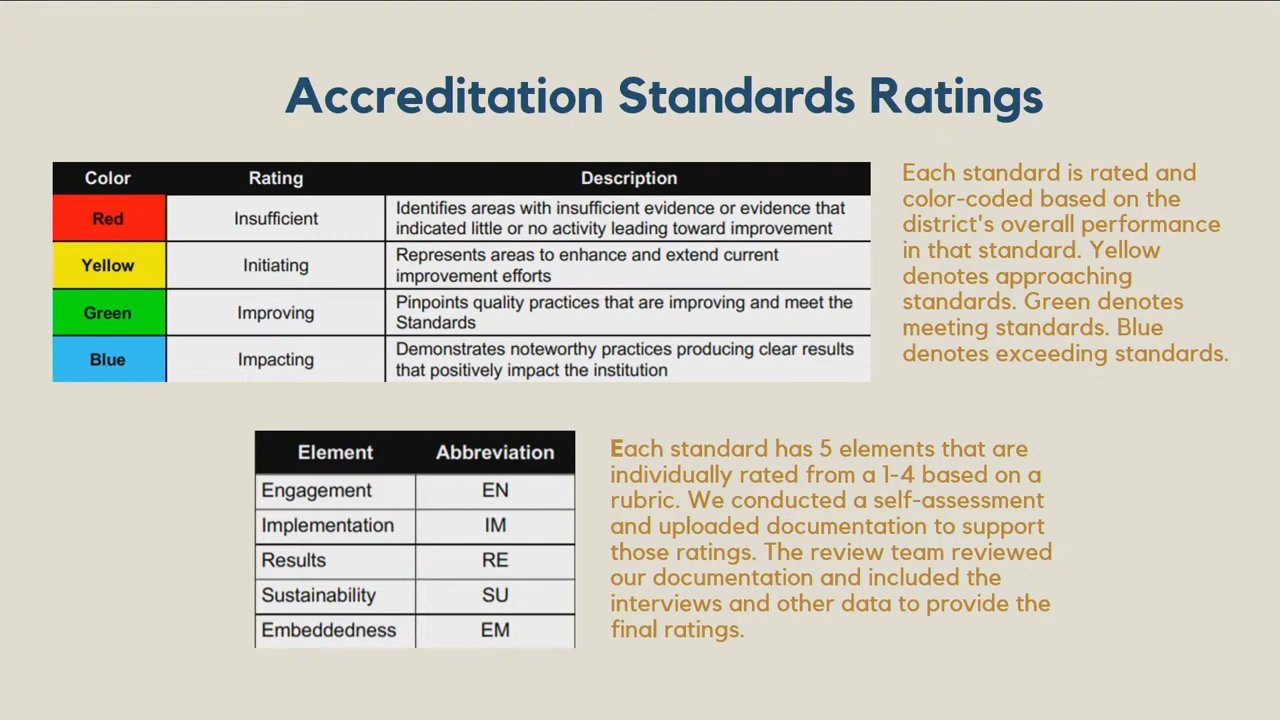 Accreditation Standards Ratings
Color Rating Description
Red Insufficient Identifies areas with insufficient evidence or evidence that
indicated little or no activity leading toward improvement
Yellow Initiating Represents areas to enhance and extend current
improvement efforts
Green Improving Pinpoints quality practices that are improving and meet the
Standards
Blue Impacting Demonstrates noteworthy practices producing clear results
that positively impact the institution
Each standard is rated and
color-coded based on the
district's overall performance
in that standard. Yellow
denotes approaching
standards. Green denotes
meeting standards. Blue
denotes exceeding standards.
Element Abbreviation
Engagement EN
Implementation IM
Results RE
Sustainability SU
Embeddedness EM
Each standard has 5 elements that are
individually rated from a 1-4 based on a
rubric. We conducted a self-assessment
and uploaded documentation to support
those ratings. The review team reviewed
our documentation and included the
interviews and other data to provide the
final ratings.